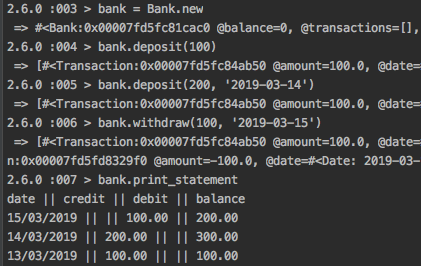 2.6.0 :003 > bank = Bank.new
=> #<Bank:0x00007fd5fc81cac0 @balance=0, @transactions=[],
2.6.0 :004 > bank.deposit(100)
=> [#<Transaction:0x00007fd5fc84ab50 @amount=100.0, @date=
2.6.0 :005 > bank.deposit(200, '2019-03-14')
=> [#<Transaction:0x00007fd5fc84ab50 @amount=100.0, @date=
2.6.0 :006 > bank.withdraw(100, '2019-03-15')
=> [#<Transaction:0x00007fd5fc84ab50 @amount=100.0, @date=
n:0x00007fd5fd8329f0 @amount=-100.0, @date=#<Date: 2019-03-
2.6.0 :007 > bank.print_statement
date || credit || debit || balance
15/03/2019 || || 100.00 || 200.00
14/03/2019 || 200.00 || || 300.00
13/03/2019 || 100.00 || || 100.00